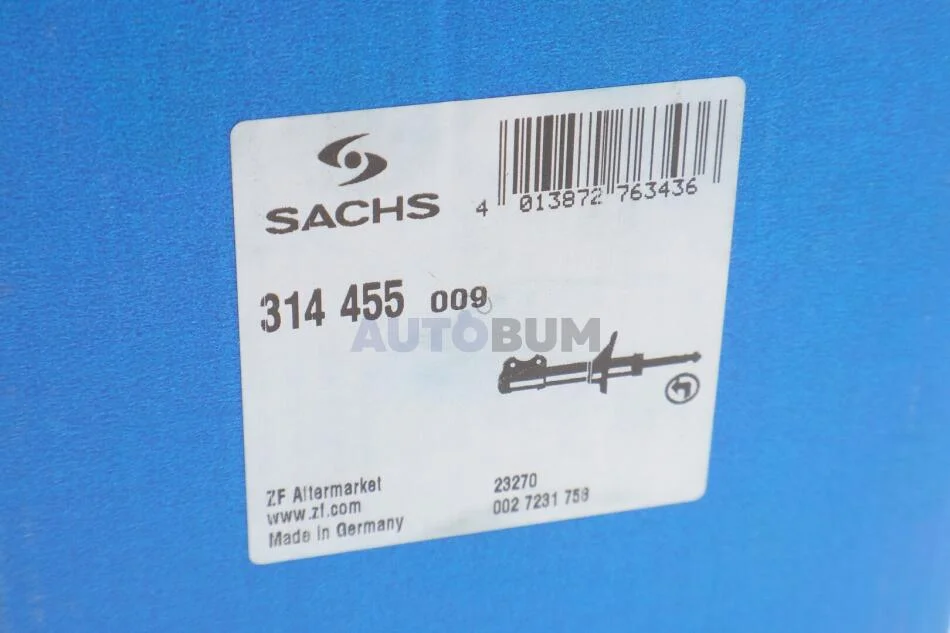 SACHS
4 013872 763436
314 455 009
AUTOBUM
ZF Aftermarket
www.zf.com
Made in Germany
23270
002 7231 758